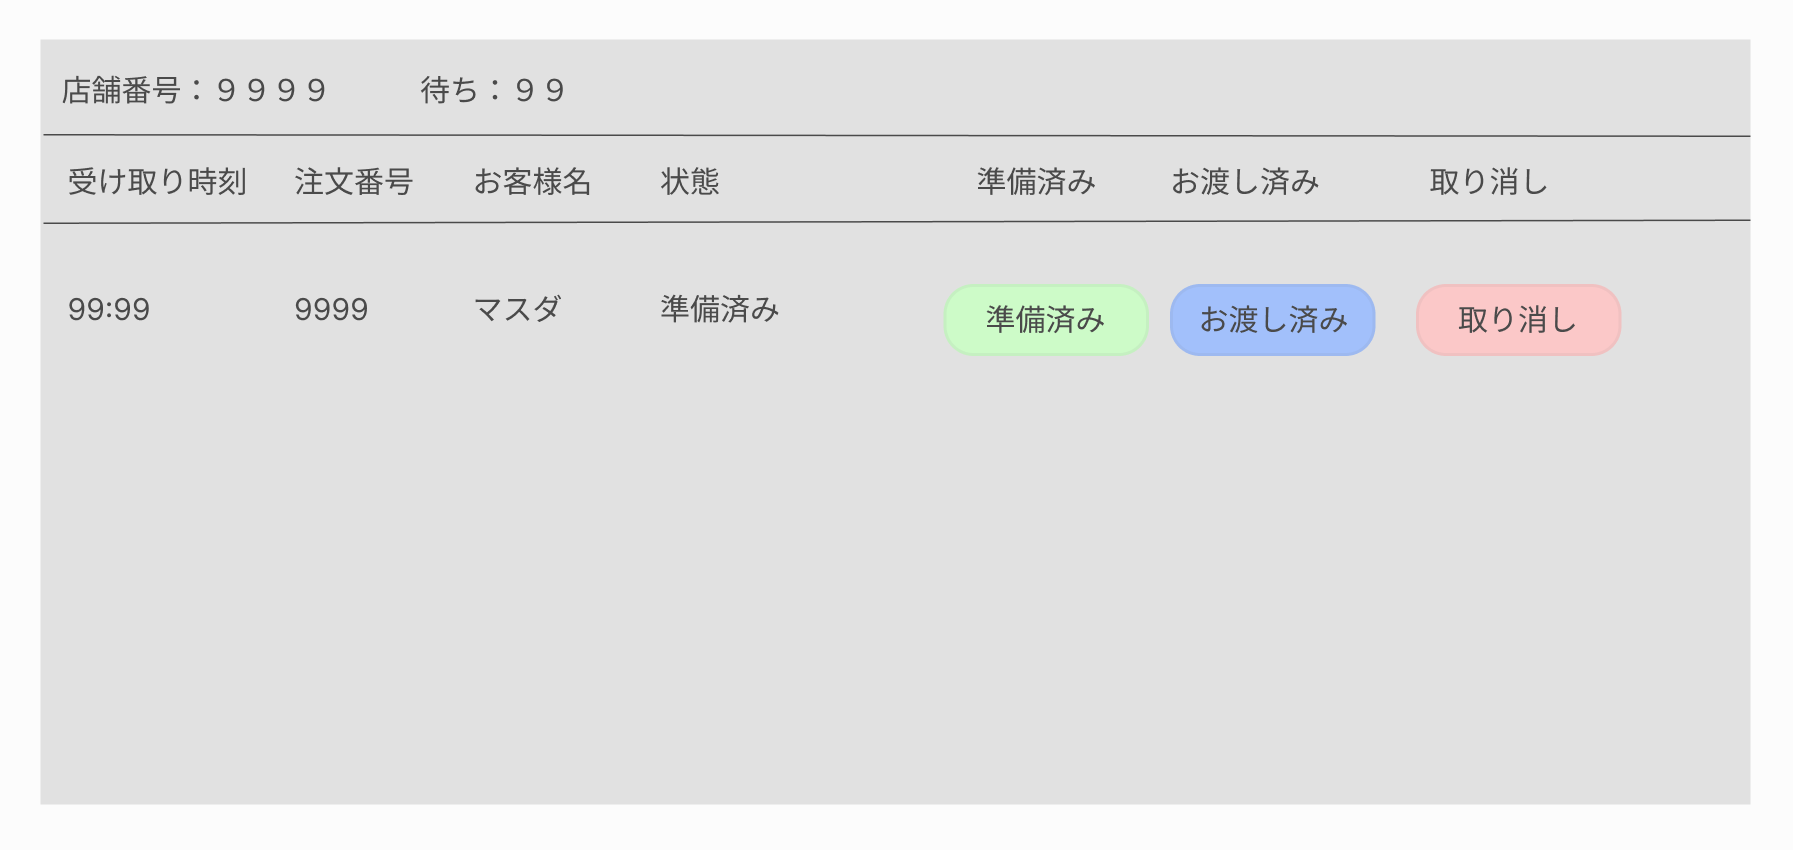 店舗番号：９９９９　待ち：９９
受け取り時刻　注文番号　お客様名　状態　準備済み　お渡し済み　取り消し
99:99　9999　マスダ　準備済み　準備済み　お渡し済み　取り消し